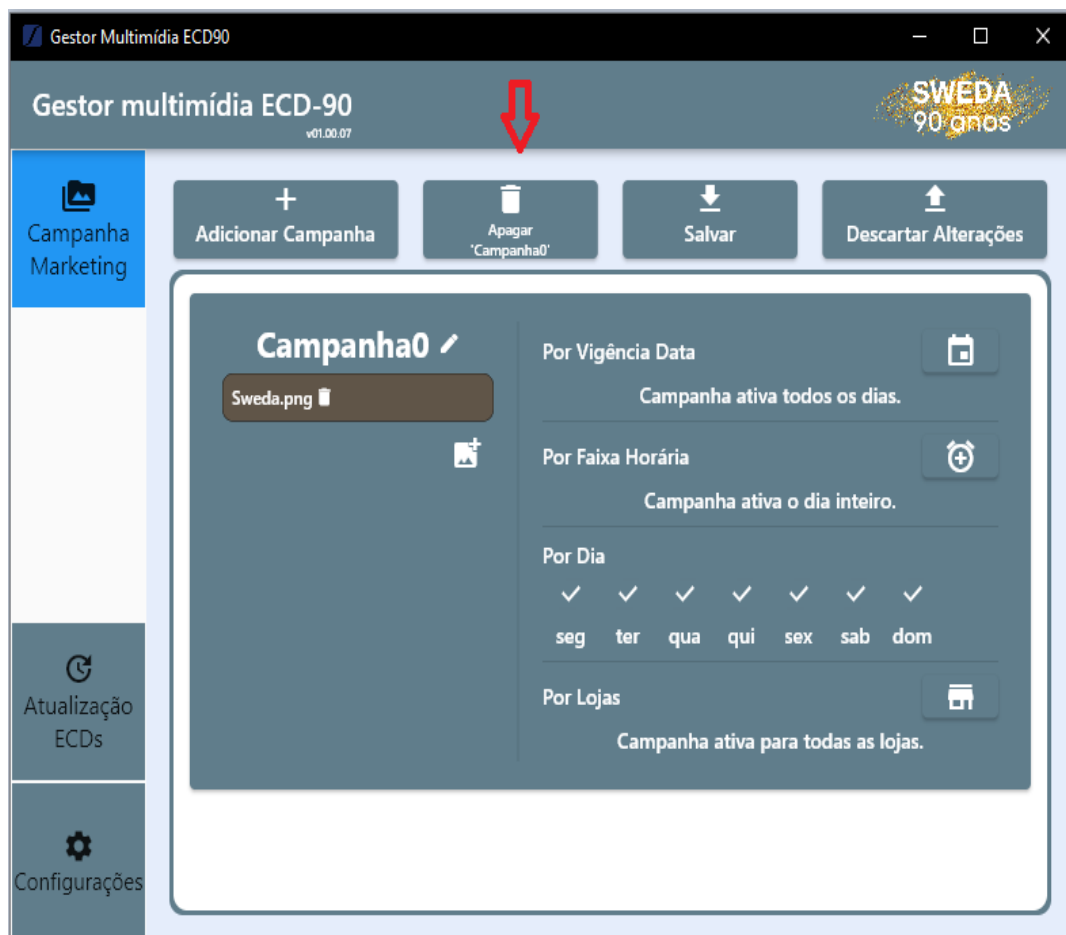 Gestor Multimídia ECD90
Gestor multimídia ECD-90
v01.00.07
SWEDA
90 anos
Campanha
Marketing
Adicionar Campanha
Apagar
'Campanha0'
Salvar
Descartar Alterações
Campanha0
Sweda.png
Por Vigência Data
Campanha ativa todos os dias.
Por Faixa Horária
Campanha ativa o dia inteiro.
Por Dia
seg ter qua qui sex sab dom
Por Lojas
Campanha ativa para todas as lojas.
Atualização
ECDs
Configurações